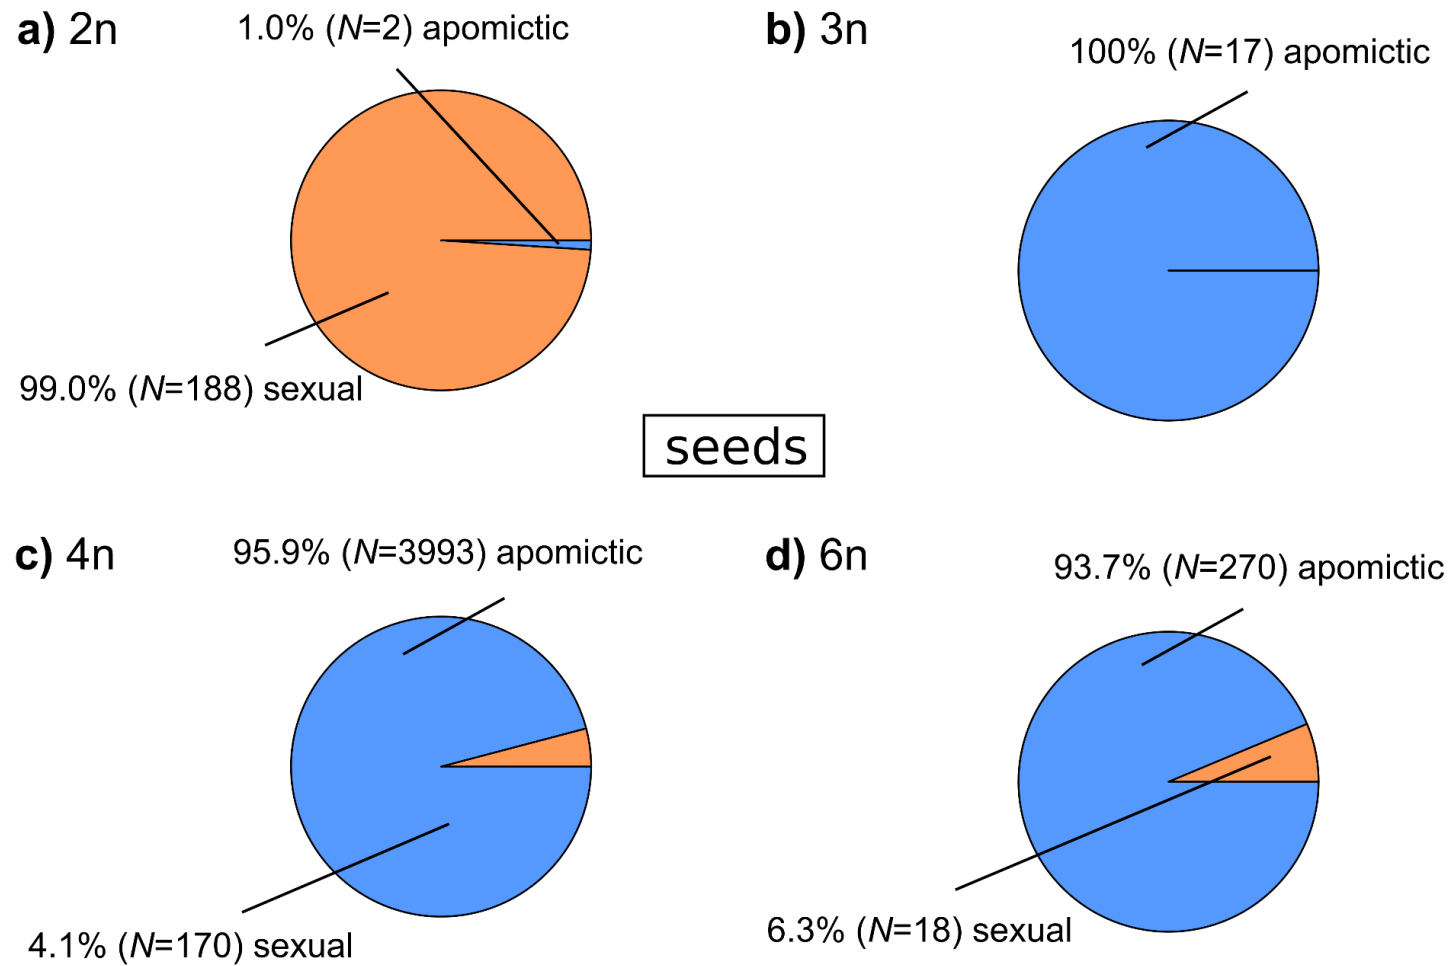 a) 2n
1.0% (N=2) apomictic
99.0% (N=188) sexual
b) 3n
100% (N=17) apomictic
seeds
c) 4n
95.9% (N=3993) apomictic
4.1% (N=170) sexual
d) 6n
93.7% (N=270) apomictic
6.3% (N=18) sexual